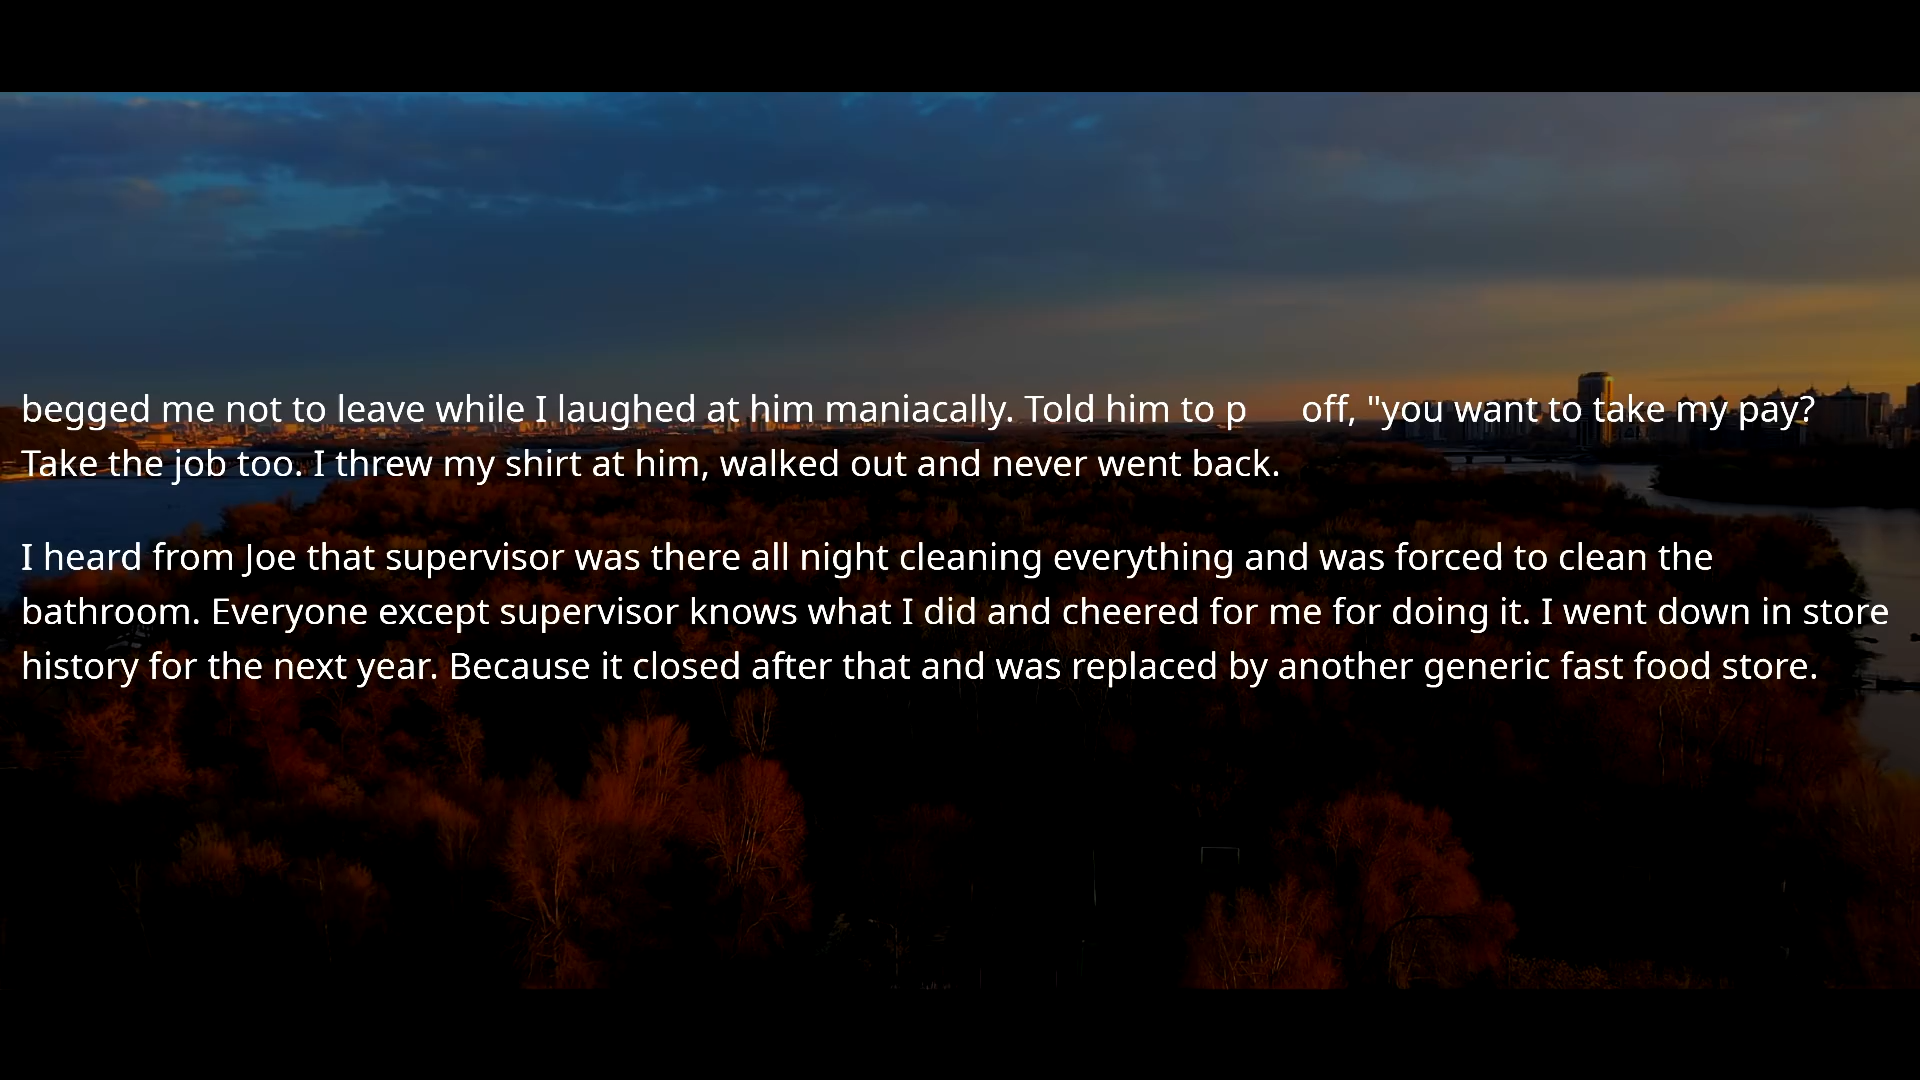 begged me not to leave while I laughed at him maniacally. Told him to p off, "you want to take my pay?
Take the job too. I threw my shirt at him, walked out and never went back.
I heard from Joe that supervisor was there all night cleaning everything and was forced to clean the
bathroom. Everyone except supervisor knows what I did and cheered for me for doing it. I went down in store
history for the next year. Because it closed after that and was replaced by another generic fast food store.